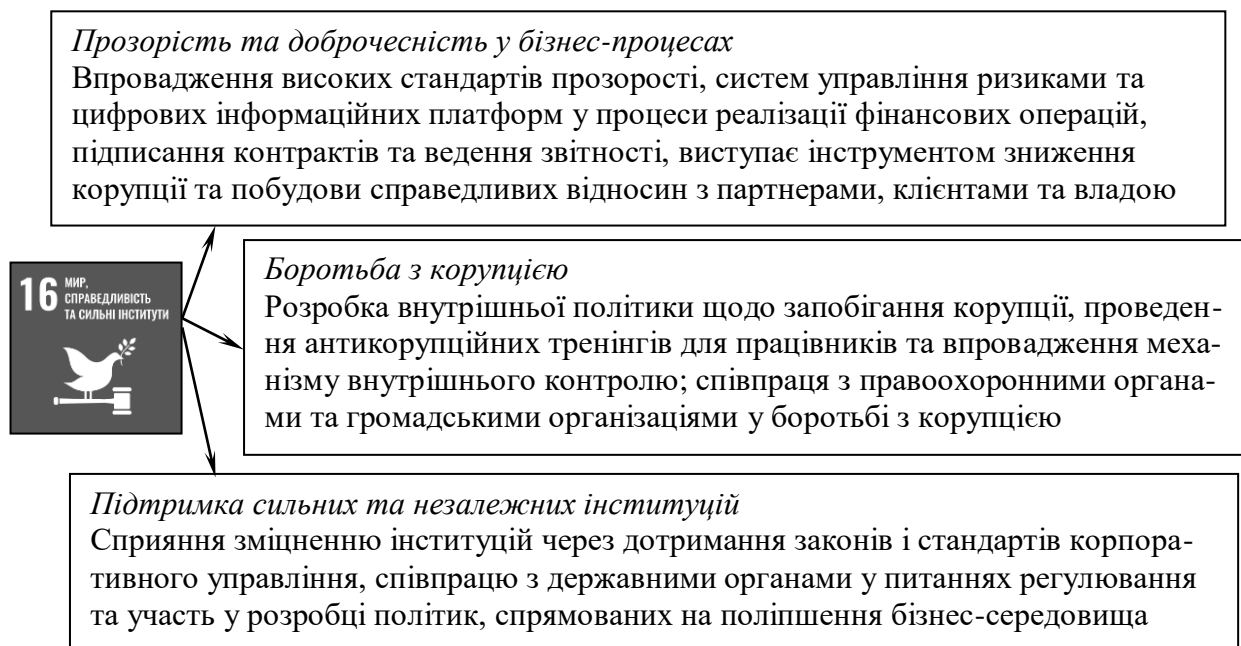 Прозорість та доброчесність у бізнес-процесах
Впровадження високих стандартів прозорості, систем управління ризиками та
цифрових інформаційних платформ у процеси реалізації фінансових операцій,
підписання контрактів та ведення звітності, виступає інструментом зниження
корупції та побудови справедливих відносин з партнерами, клієнтами та владою
16 МИР,
СПРАВЕДЛИВІСТЬ
ТА СИЛЬНІ ІНСТИТУТИ
Боротьба з корупцією
Розробка внутрішньої політики щодо запобігання корупції, проведен-
ня антикорупційних тренінгів для працівників та впровадження меха-
нізму внутрішнього контролю; співпраця з правоохоронними органа-
ми та громадськими організаціями у боротьбі з корупцією
Підтримка сильних та незалежних інституцій
Сприяння зміцненню інституцій через дотримання законів і стандартів корпора-
тивного управління, співпрацю з державними органами у питаннях регулювання
та участь у розробці політик, спрямованих на поліпшення бізнес-середовища